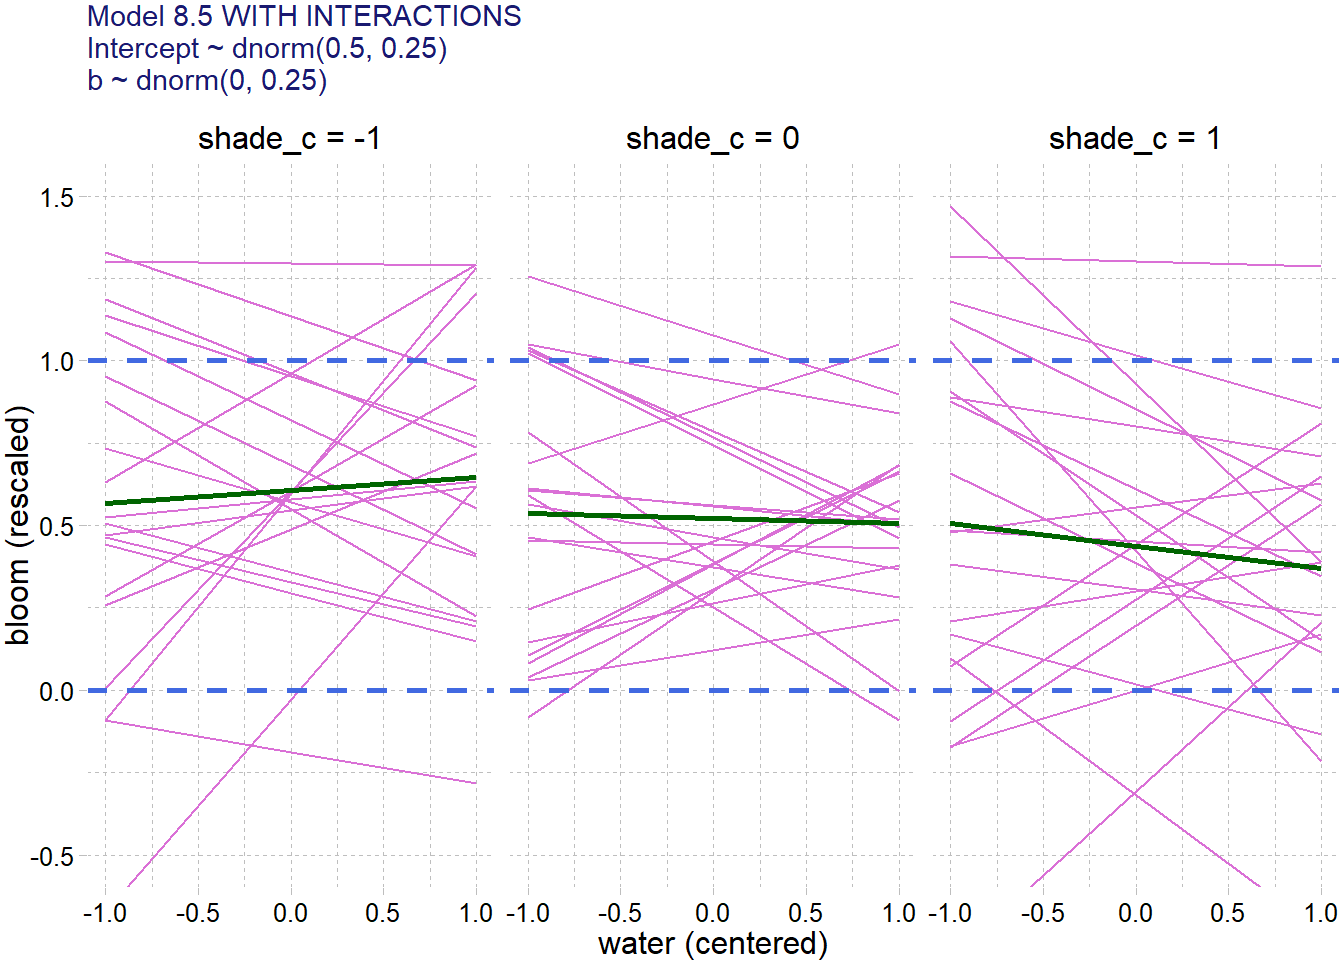 Model 8.5 WITH INTERACTIONS
Intercept ~ dnorm(0.5, 0.25)
b ~ dnorm(0, 0.25)
shade_c = -1 shade_c = 0 shade_c = 1
1.5
1.0
0.5
0.0
-0.5
bloom (rescaled)
-1.0 -0.5 0.0 0.5 1.0 -1.0 -0.5 0.0 0.5 1.0 -1.0 -0.5 0.0 0.5 1.0
water (centered)